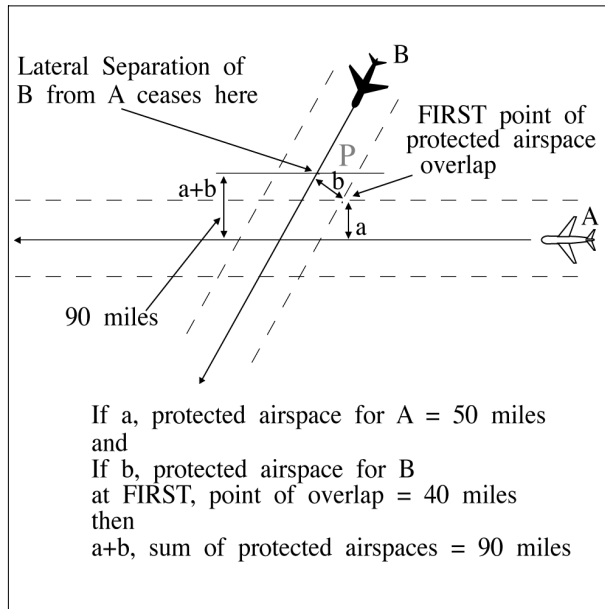 B
Lateral Separation of
B from A ceases here
FIRST point of
protected airspace
overlap
P
b
a+b
a
A
90 miles
If a, protected airspace for A = 50 miles
and
If b, protected airspace for B
at FIRST, point of overlap = 40 miles
then
a+b, sum of protected airspaces = 90 miles